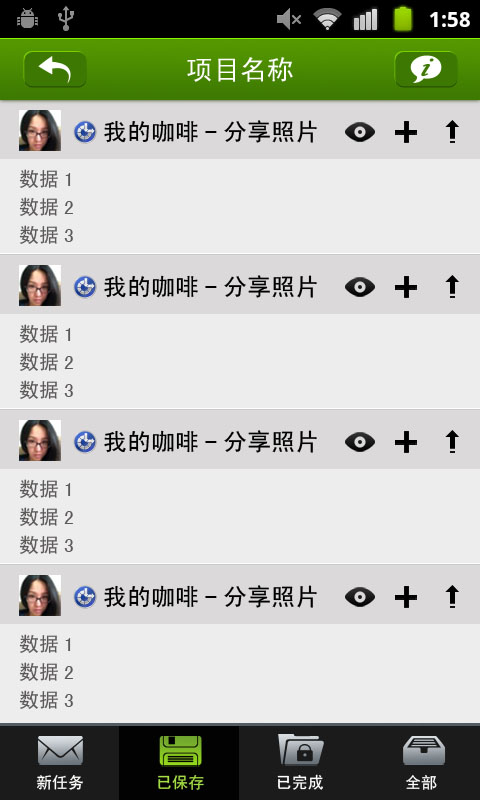 1:58
项目名称
我的咖啡－分享照片
数据 1
数据 2
数据 3
我的咖啡－分享照片
数据 1
数据 2
数据 3
我的咖啡－分享照片
数据 1
数据 2
数据 3
我的咖啡－分享照片
数据 1
数据 2
数据 3
新任务 已保存 已完成 全部